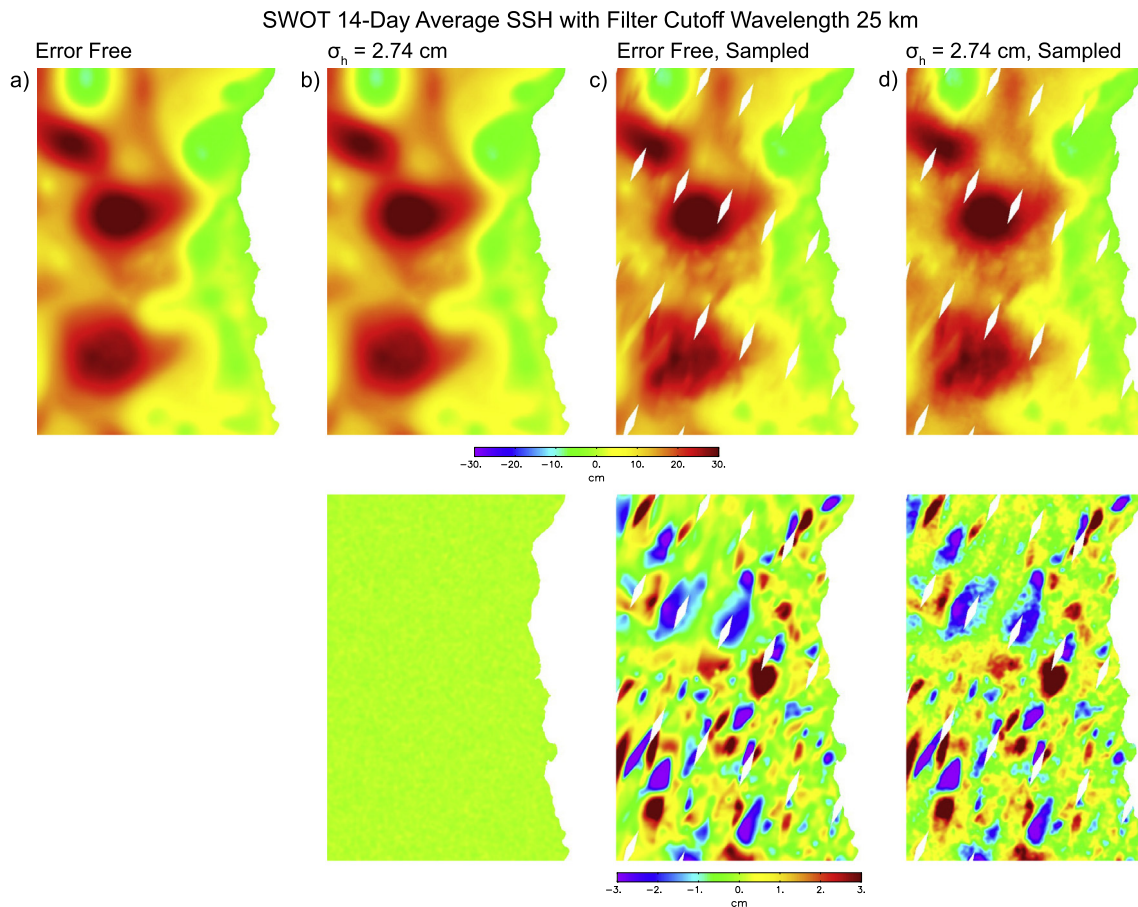 SWOT 14-Day Average SSH with Filter Cutoff Wavelength 25 km
Error Free
σh = 2.74 cm
Error Free, Sampled
σh = 2.74 cm, Sampled
a)
b)
c)
d)
−30. −20. −10. 0. 10. 20. 30.
cm
−3. −2. −1. 0. 1. 2. 3.
cm